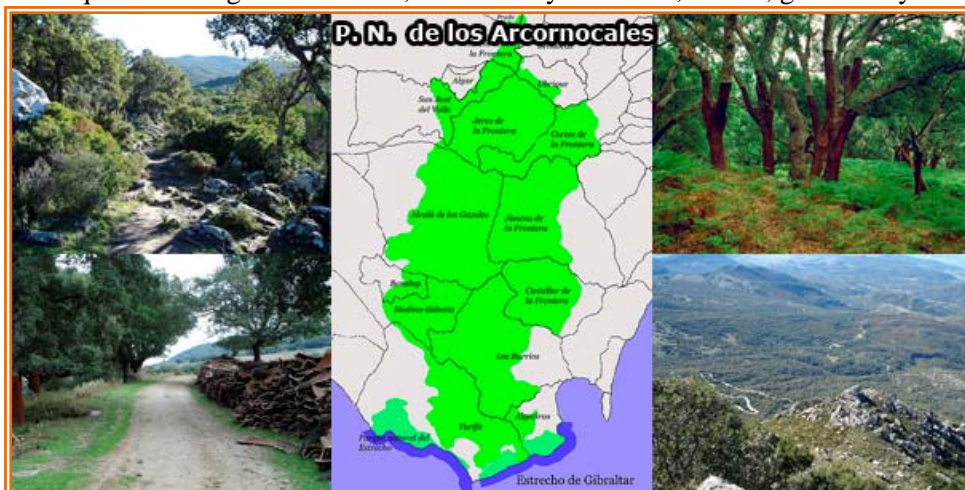 P. N. de los Arcornocales
Prado
la Frontera
Algar
Ubrique
San José
del Valle
Jerez de
la Frontera
Cortes de
la Frontera
Alcalá de los Gazules
Jimena de
la Frontera
Benalup
Medina-Sidonia
Castellar de
la Frontera
Los Barrios
Tarifa
Algeciras
Parque natural del
Estrecho
Estrecho de Gibraltar